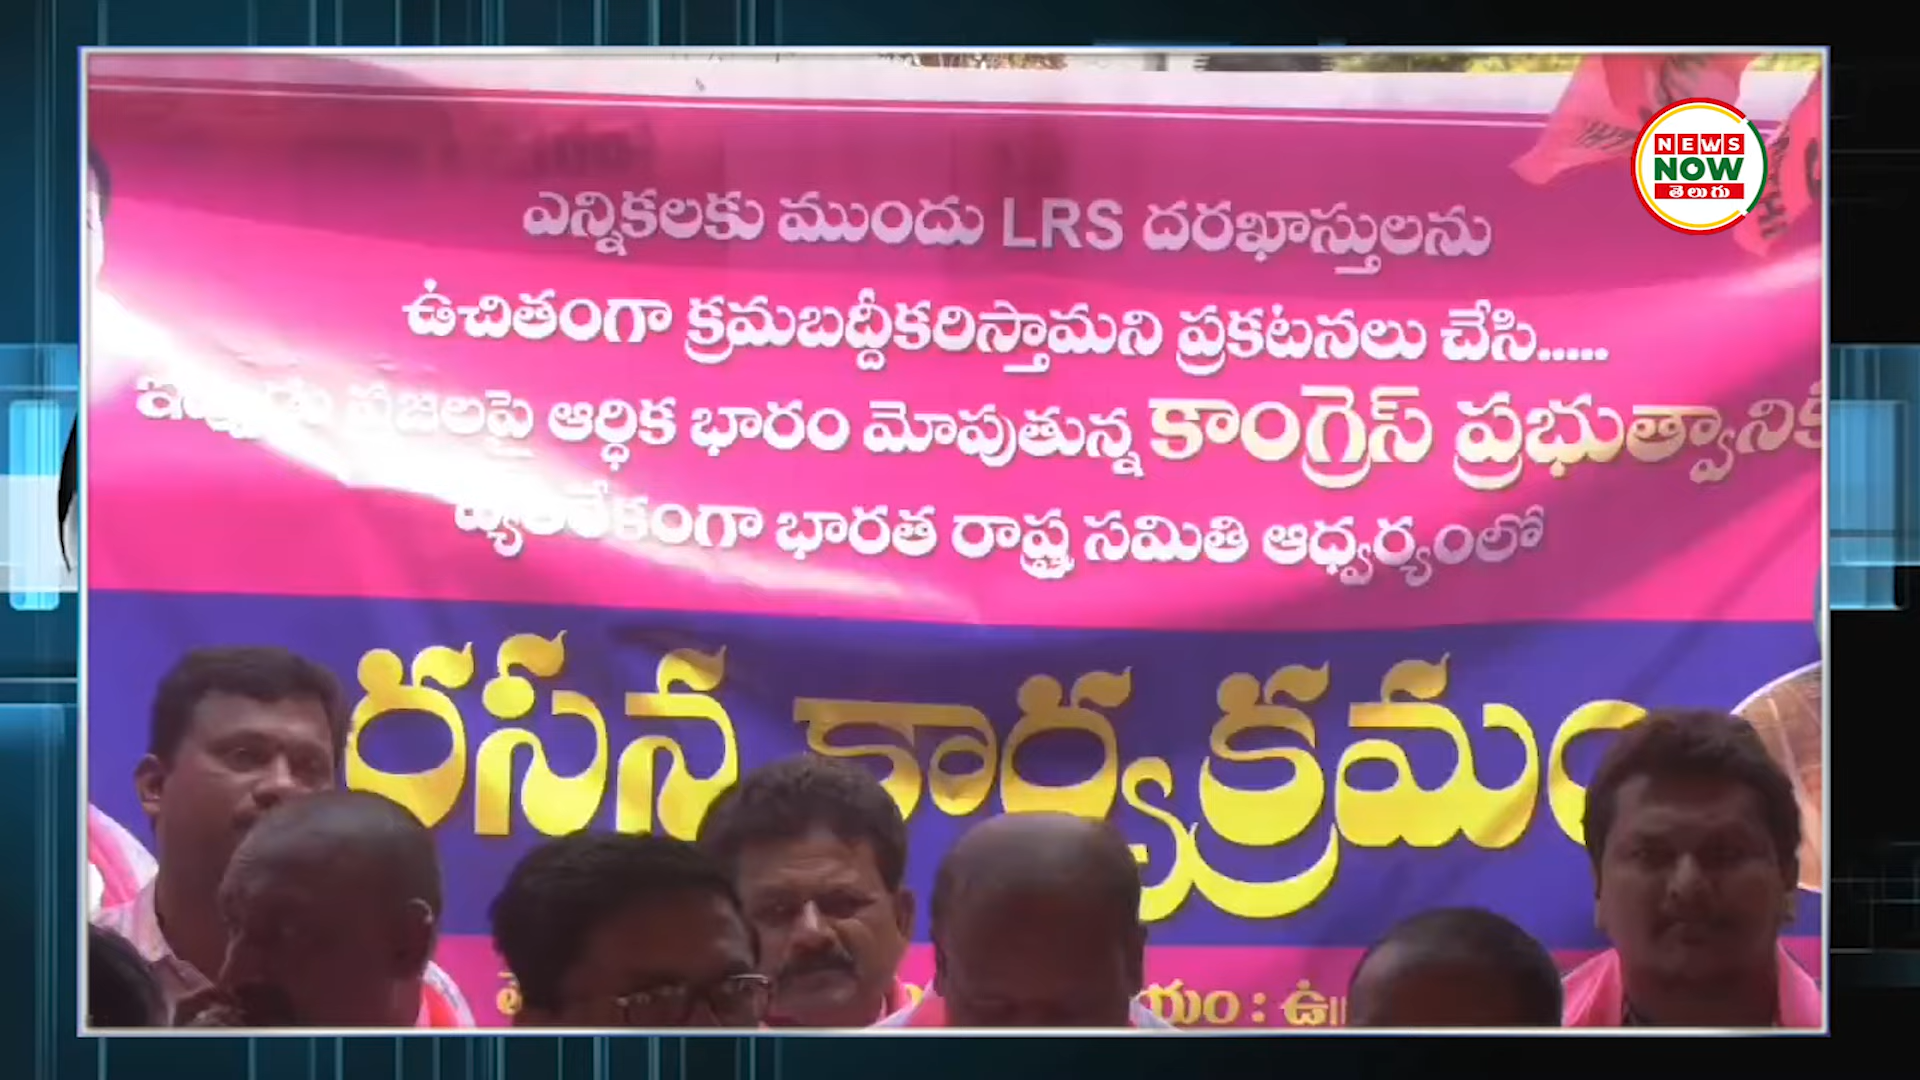 NEWS
NOW
తెలుగు
ఎన్నికలకు ముందు LRS దరఖాస్తులను
ఉచితంగా క్రమబద్దీకరిస్తామని ప్రకటనలు చేసి.....
ప్రజలపై ఆర్ధిక భారం మోపుతున్న కాంగ్రెస్ ప్రభుత్వానికి
భారత రాష్ట్ర సమితి ఆధ్వర్యంలో
రసన కార్యక్రమం
యం : ఉ॥